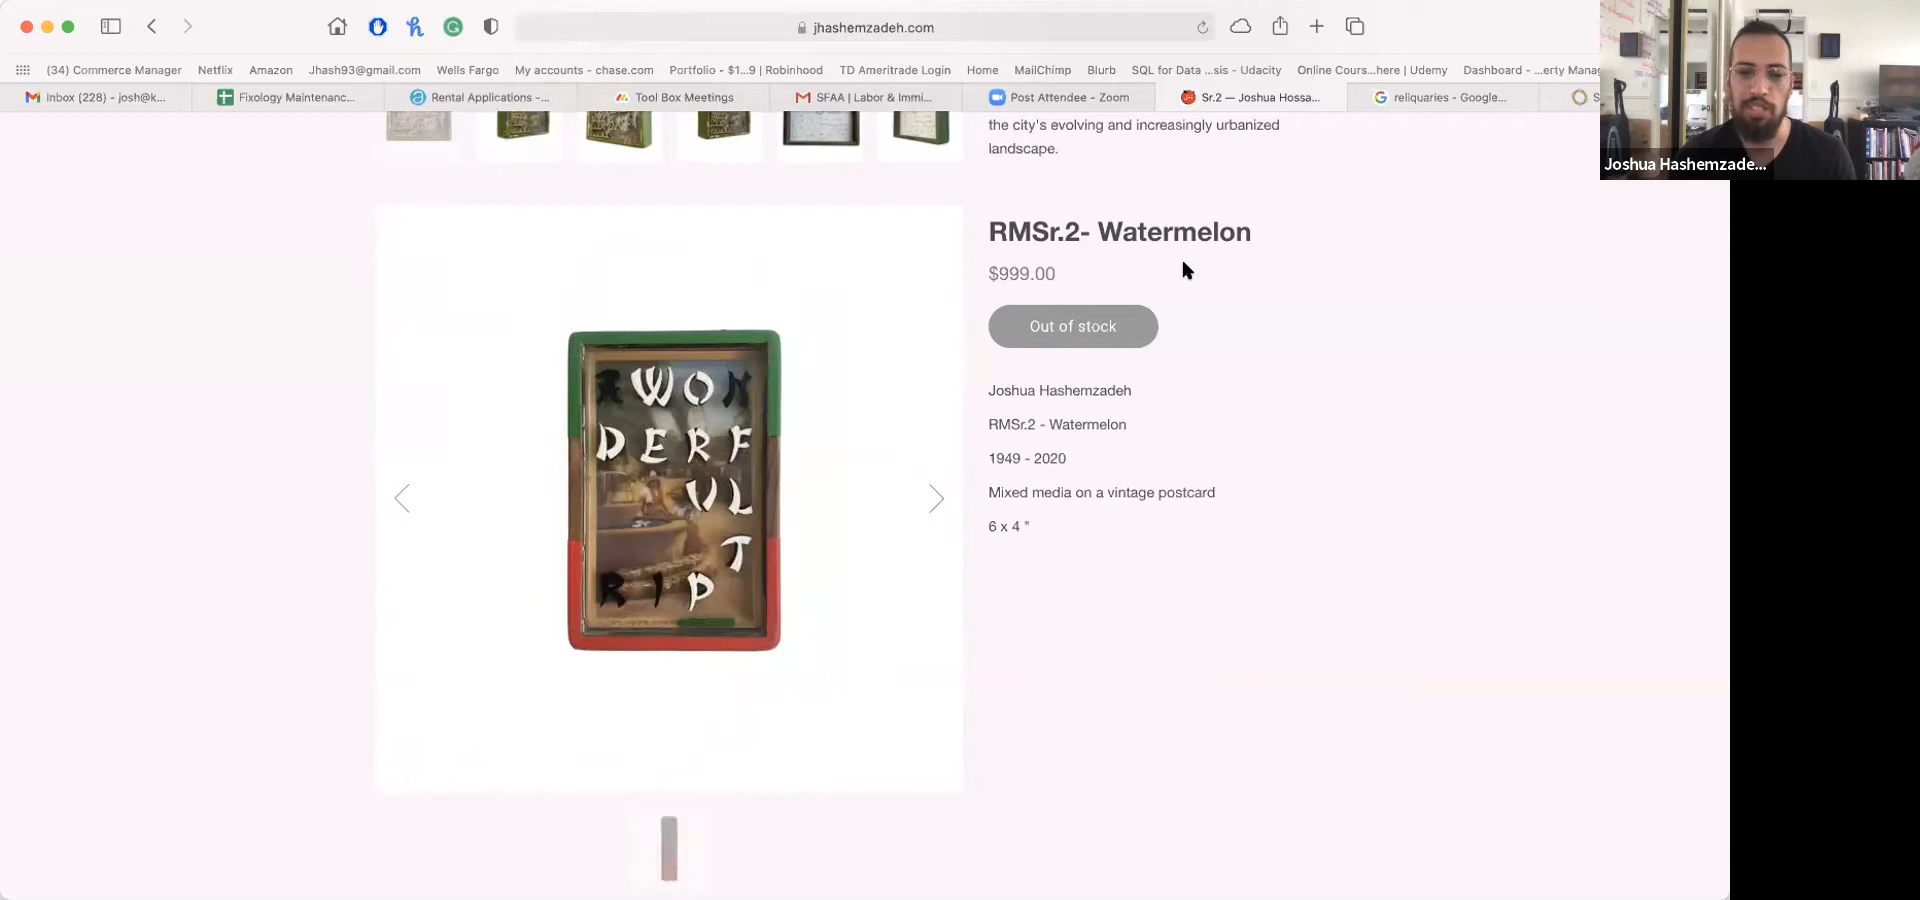 jhashemzadeh.com
(34) Commerce Manager Netflix Amazon Jhash93@gmail.com Wells Fargo My accounts - chase.com Portfolio - $1...9 | Robinhood TD Ameritrade Login Home MailChimp Blurb SQL for Data ...sis - Udacity Online Cours...here | Udemy Dashboard - ...erty Manag
Inbox (228) - josh@k... Fixology Maintenanc... Rental Applications -... Tool Box Meetings SFAA | Labor & Immi... Post Attendee - Zoom Sr.2 — Joshua Hossa... reliquaries - Google... S
the city's evolving and increasingly urbanized
landscape.
Joshua Hashemzade...
RMSr.2- Watermelon
$999.00
Out of stock
Joshua Hashemzadeh
RMSr.2 - Watermelon
1949 - 2020
Mixed media on a vintage postcard
6 x 4 "
A WON
DERF
UL
T
RIP